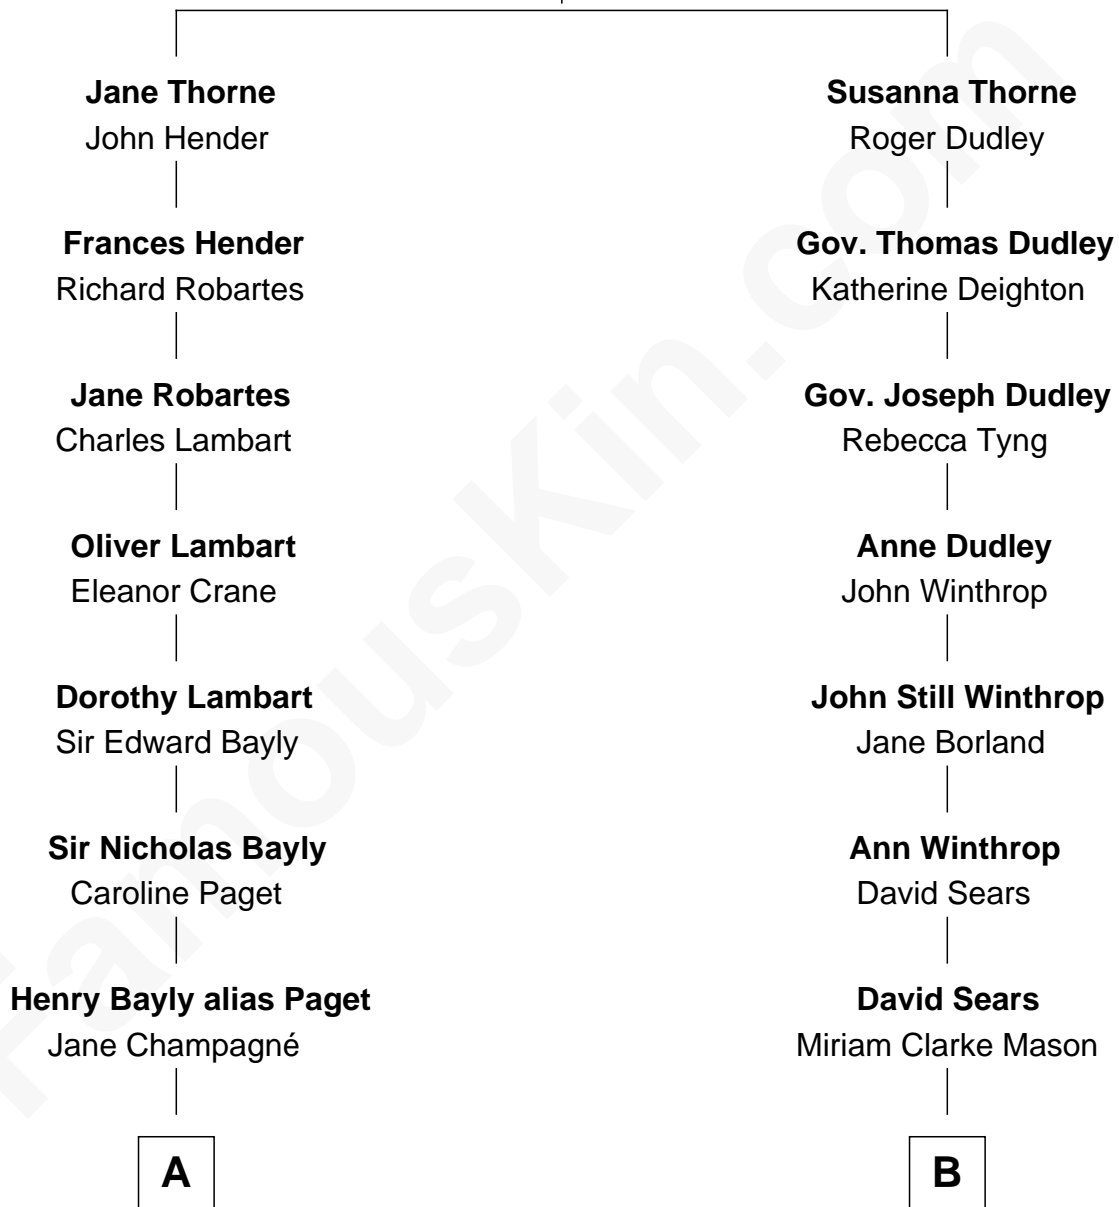 Jane Thorne
John Hender
Frances Hender
Richard Robartes
Jane Robartes
Charles Lambart
Oliver Lambart
Eleanor Crane
Dorothy Lambart
Sir Edward Bayly
Sir Nicholas Bayly
Caroline Paget
Henry Bayly alias Paget
Jane Champagné
A
Susanna Thorne
Roger Dudley
Gov. Thomas Dudley
Katherine Deighton
Gov. Joseph Dudley
Rebecca Tyng
Anne Dudley
John Winthrop
John Still Winthrop
Jane Borland
Ann Winthrop
David Sears
David Sears
Miriam Clarke Mason
B
FamousKin.com